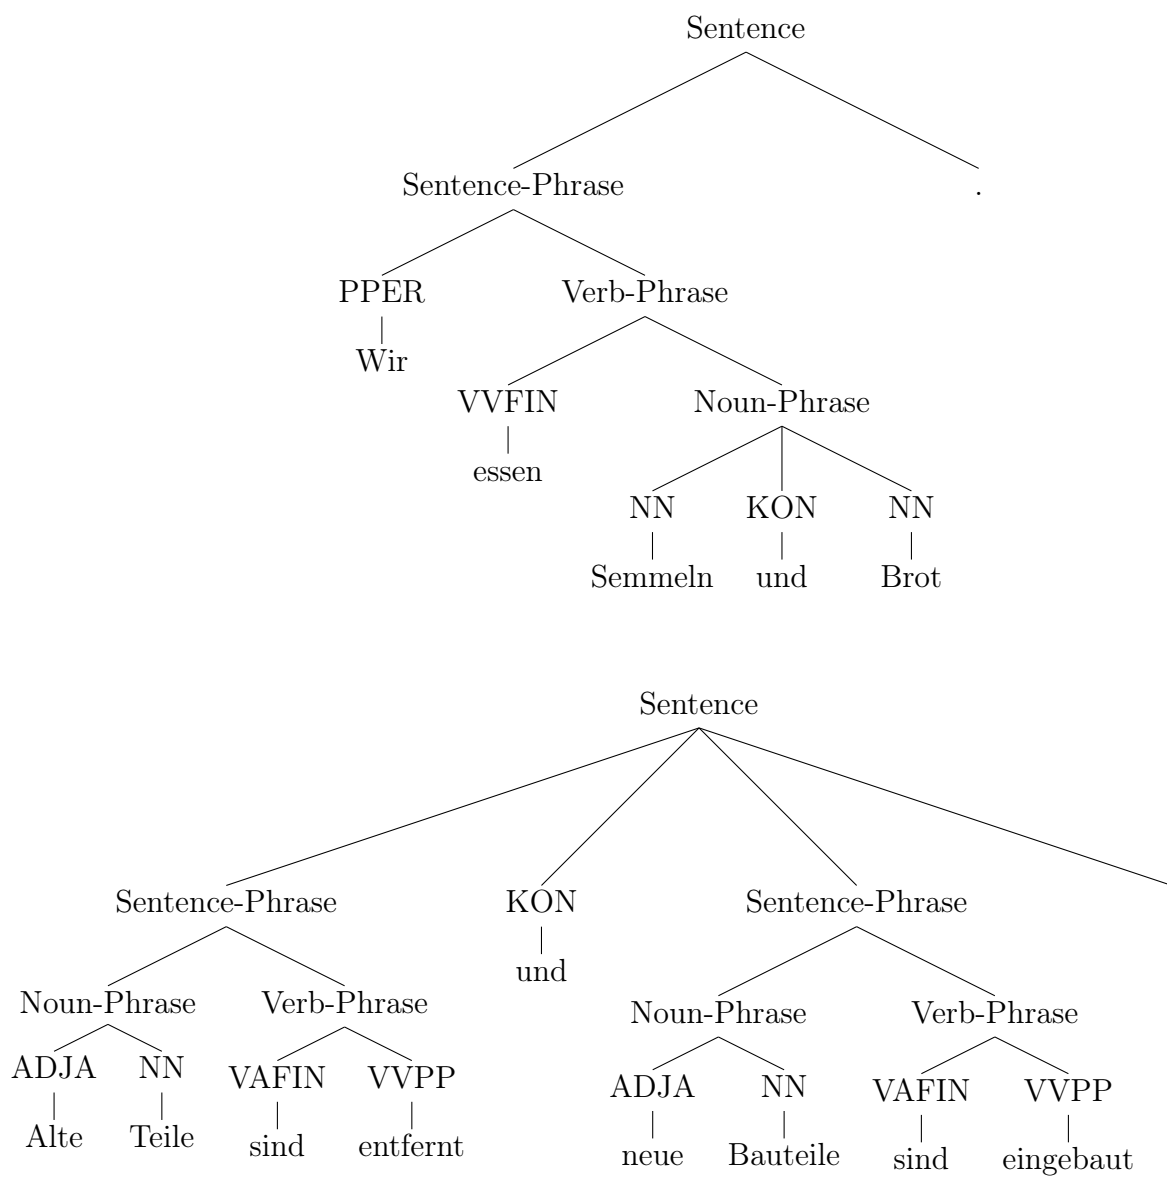 Sentence
Sentence-Phrase .
PPER Verb-Phrase
Wir
VVFIN Noun-Phrase
essen
NN KON NN
Semmeln und Brot
Sentence
Sentence-Phrase KON Sentence-Phrase
und
Noun-Phrase Verb-Phrase Noun-Phrase Verb-Phrase
ADJA NN VAFIN VVPP ADJA NN VAFIN VVPP
Alte Teile sind entfernt neue Bauteile sind eingebaut